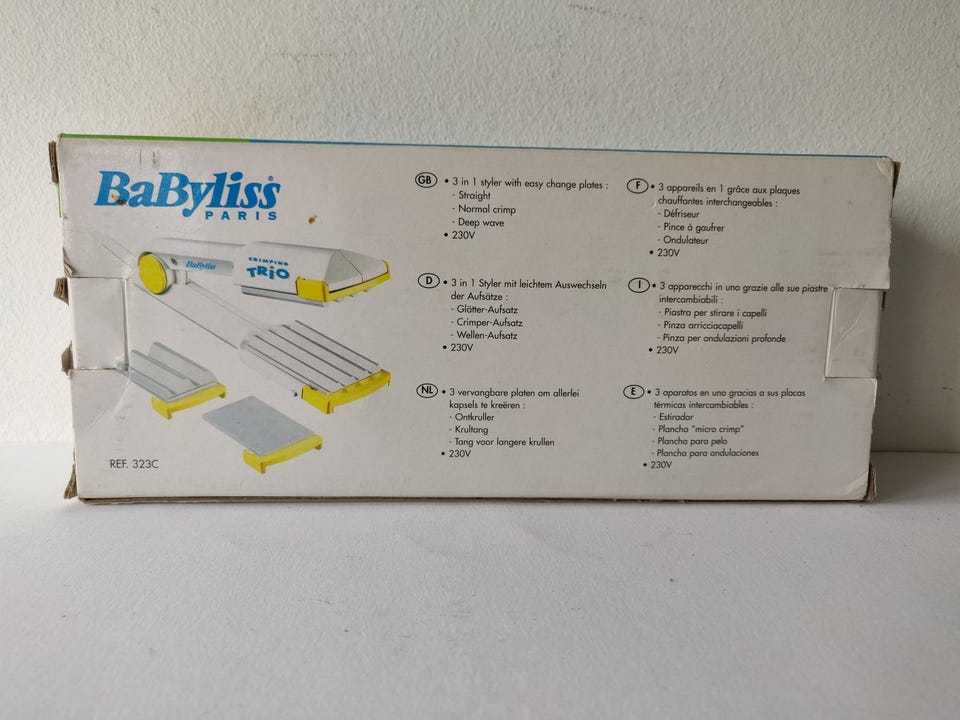 BaByliss
PARIS
BaByliss
CRIMPING
TRIO
REF. 323C
GB • 3 in 1 styler with easy change plates :
- Straight
- Normal crimp
- Deep wave
• 230V
F • 3 appareils en 1 grâce aux plaques
chauffantes interchangeables :
- Défriseur
- Pince à gaufrer
- Ondulateur
• 230V
D • 3 in 1 Styler mit leichtem Auswechseln
der Aufsätze :
- Glätter-Aufsatz
- Crimper-Aufsatz
- Wellen-Aufsatz
• 230V
I • 3 apparecchi in uno grazie alle sue piastre
intercambiabili :
- Piastra per stirare i capelli
- Pinza arricciacapelli
- Pinza per ondulazioni profonde
• 230V
NL • 3 vervangbare platen om allerlei
kapsels te kreëren :
- Ontkruller
- Krultang
- Tang voor langere krullen
• 230V
E • 3 aparatos en uno gracias a sus placas
térmicas intercambiables :
- Estirador
- Plancha "micro crimp"
- Plancha para pelo
- Plancha para ondulaciones
• 230V